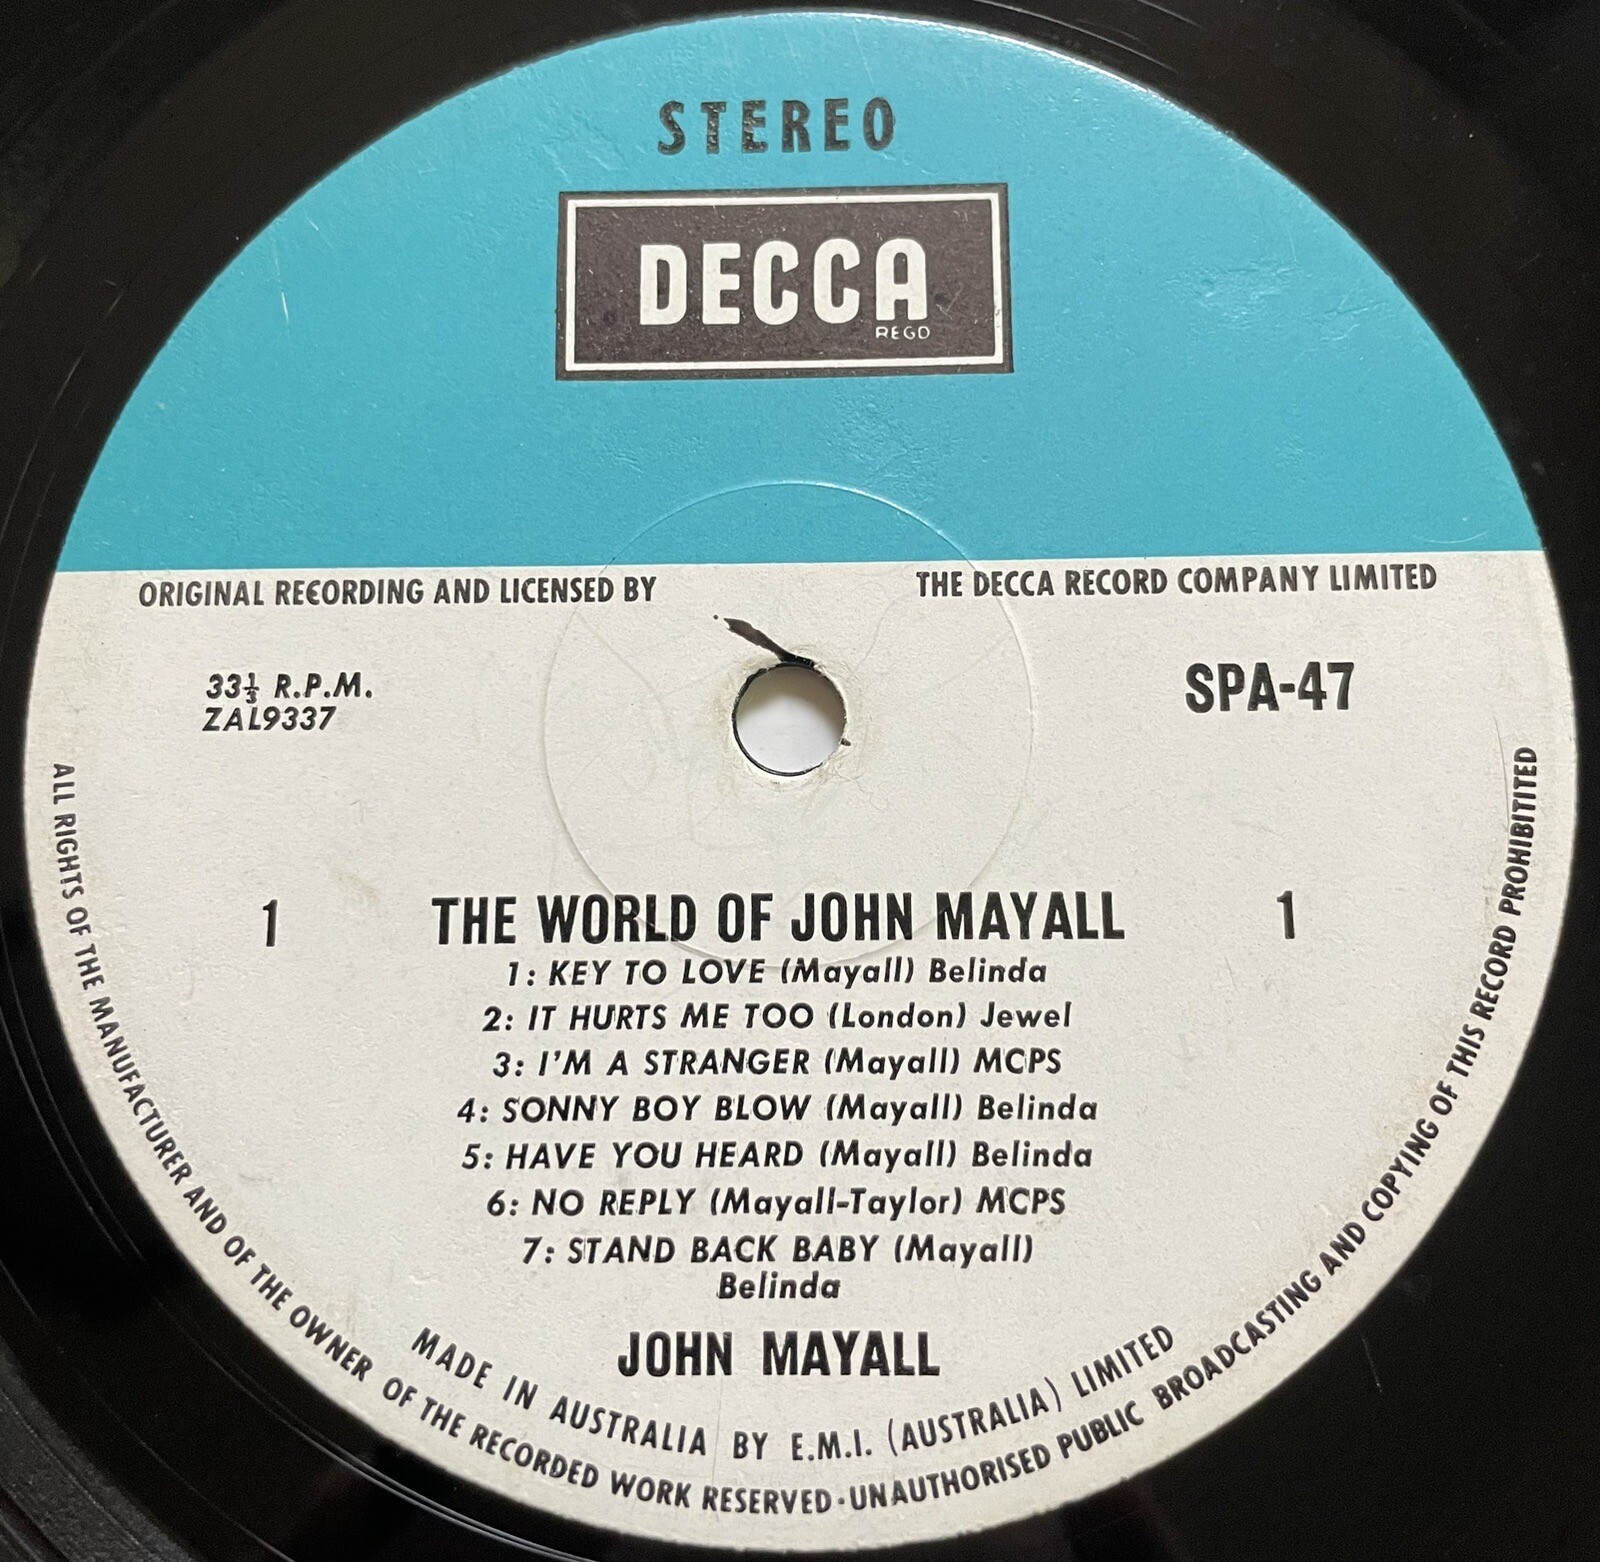 STEREO
DECCA
REGD
ORIGINAL RECORDING AND LICENSED BY THE DECCA RECORD COMPANY LIMITED
33⅓ R.P.M.
ZAL9337
SPA-47
1 THE WORLD OF JOHN MAYALL 1
1: KEY TO LOVE (Mayall) Belinda
2: IT HURTS ME TOO (London) Jewel
3: I'M A STRANGER (Mayall) MCPS
4: SONNY BOY BLOW (Mayall) Belinda
5: HAVE YOU HEARD (Mayall) Belinda
6: NO REPLY (Mayall-Taylor) MCPS
7: STAND BACK BABY (Mayall)
Belinda
JOHN MAYALL
MADE IN AUSTRALIA BY E.M.I. (AUSTRALIA) LIMITED
ALL RIGHTS OF THE MANUFACTURER AND OF THE OWNER OF THE RECORDED WORK RESERVED·UNAUTHORISED PUBLIC BROADCASTING AND COPYING OF THIS RECORD PROHIBITITED